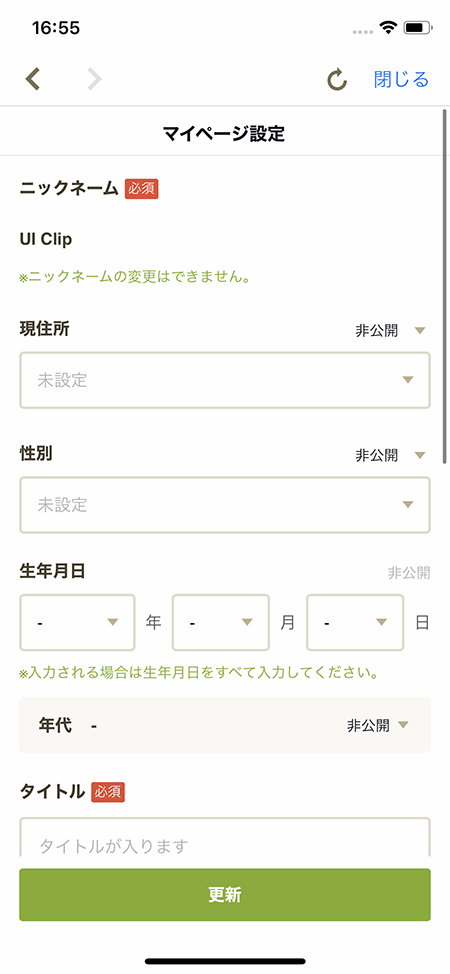 16:55
閉じる
マイページ設定
ニックネーム 必須
UI Clip
※ニックネームの変更はできません。
現住所 非公開
未設定
性別 非公開
未設定
生年月日 非公開
- 年 - 月 - 日
※入力される場合は生年月日をすべて入力してください。
年代 - 非公開
タイトル 必須
タイトルが入ります
更新